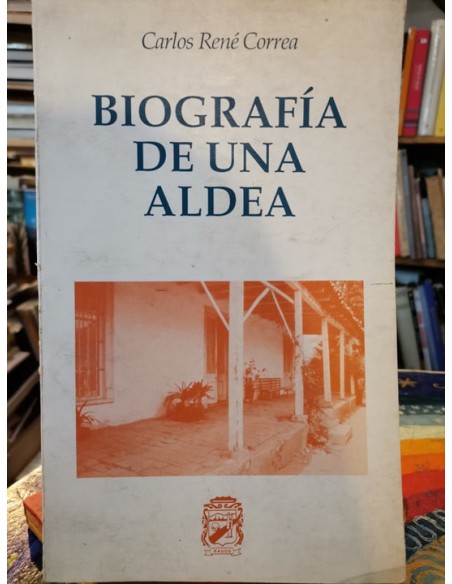 Carlos René Correa
BIOGRAFÍA
DE UNA
ALDEA